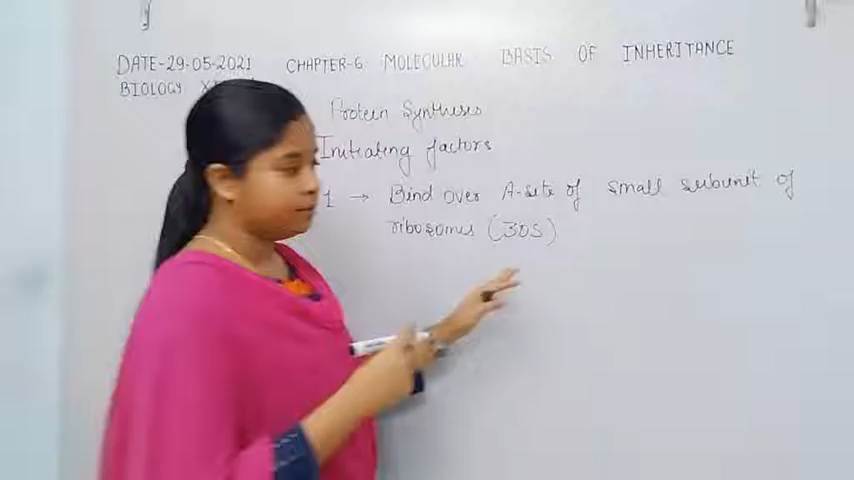 DATE-29.05-2021 CHAPTER-6 MOLECULAR BASIS OF INHERITANCE
BIOLOGY
Protein Synthesis
Initiating factors
1 → Bind over A-site of small subunit of
ribosomes (30S)